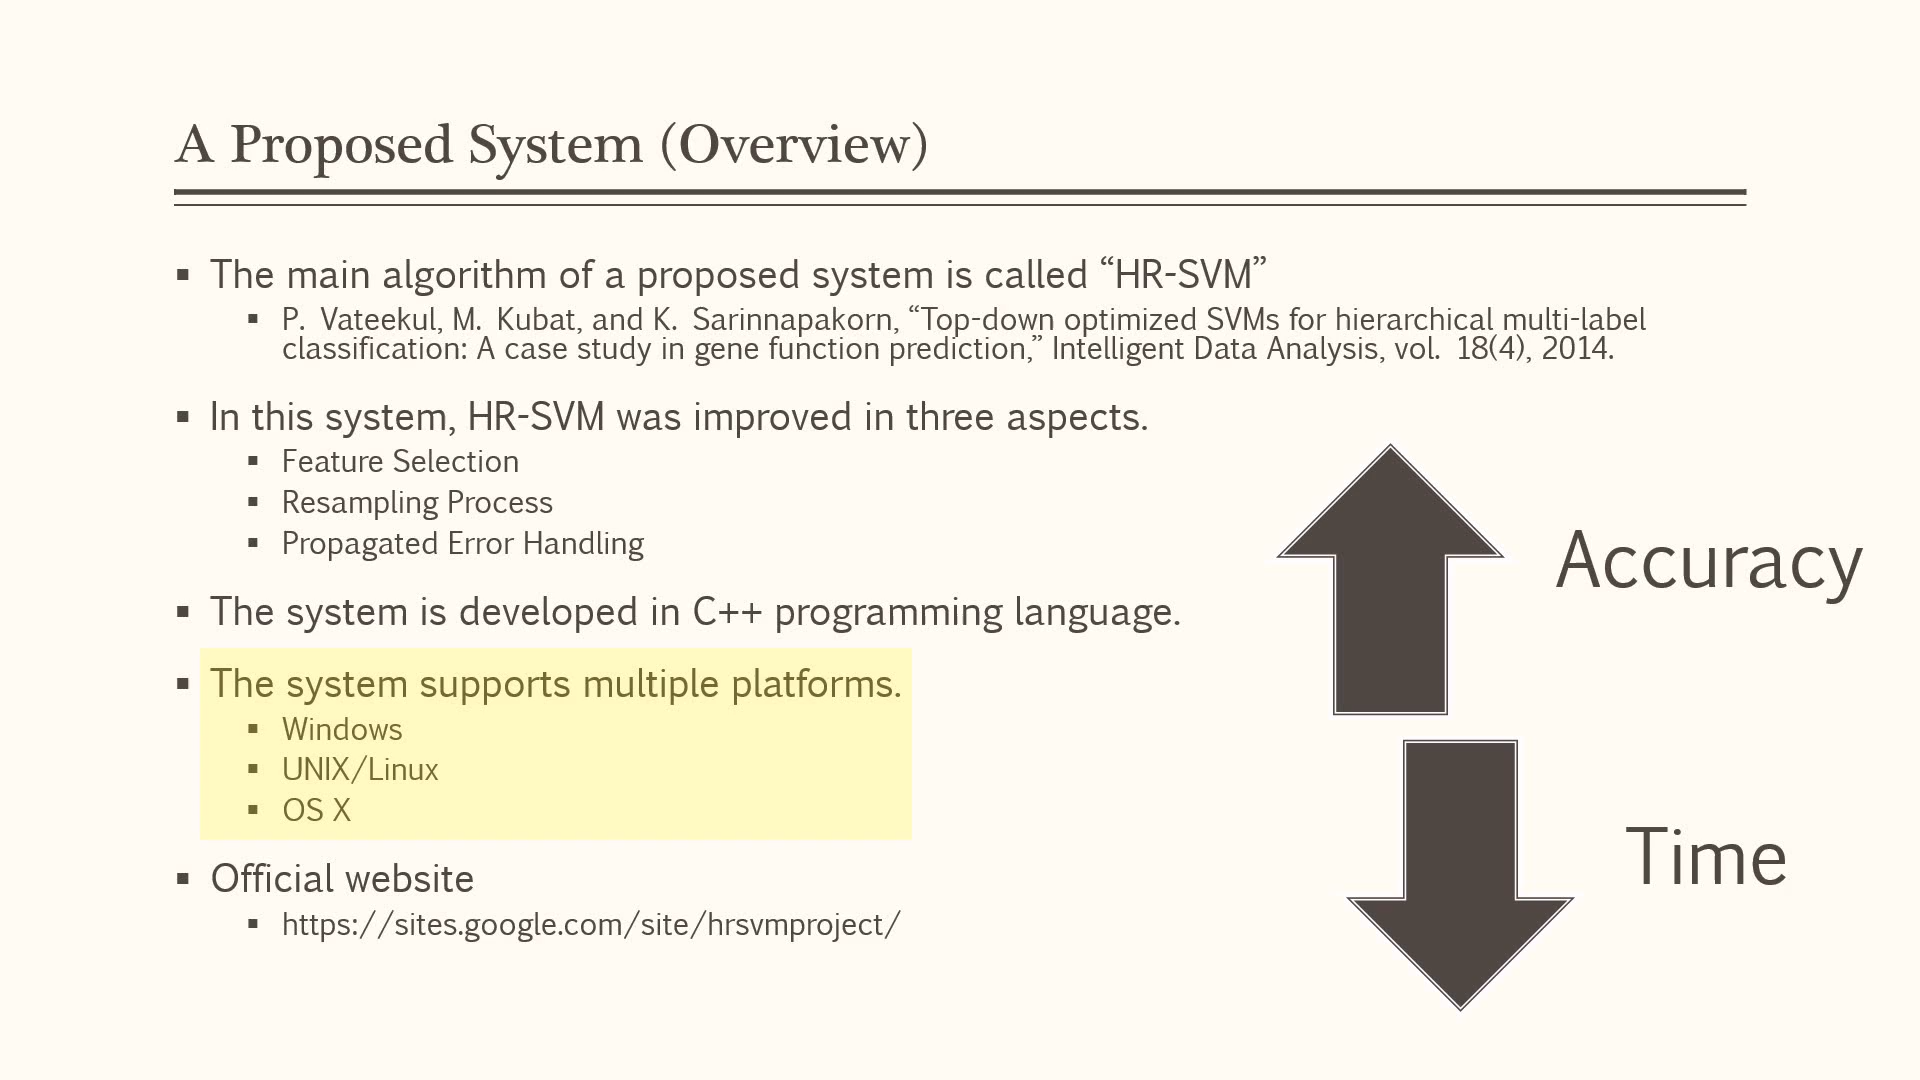 A Proposed System (Overview)
▪ The main algorithm of a proposed system is called “HR-SVM”
▪ P. Vateekul, M. Kubat, and K. Sarinnapakorn, “Top-down optimized SVMs for hierarchical multi-label
classification: A case study in gene function prediction,” Intelligent Data Analysis, vol. 18(4), 2014.
▪ In this system, HR-SVM was improved in three aspects.
▪ Feature Selection
▪ Resampling Process
▪ Propagated Error Handling
▪ The system is developed in C++ programming language.
▪ The system supports multiple platforms.
▪ Windows
▪ UNIX/Linux
▪ OS X
▪ Official website
▪ https://sites.google.com/site/hrsvmproject/
Accuracy
Time